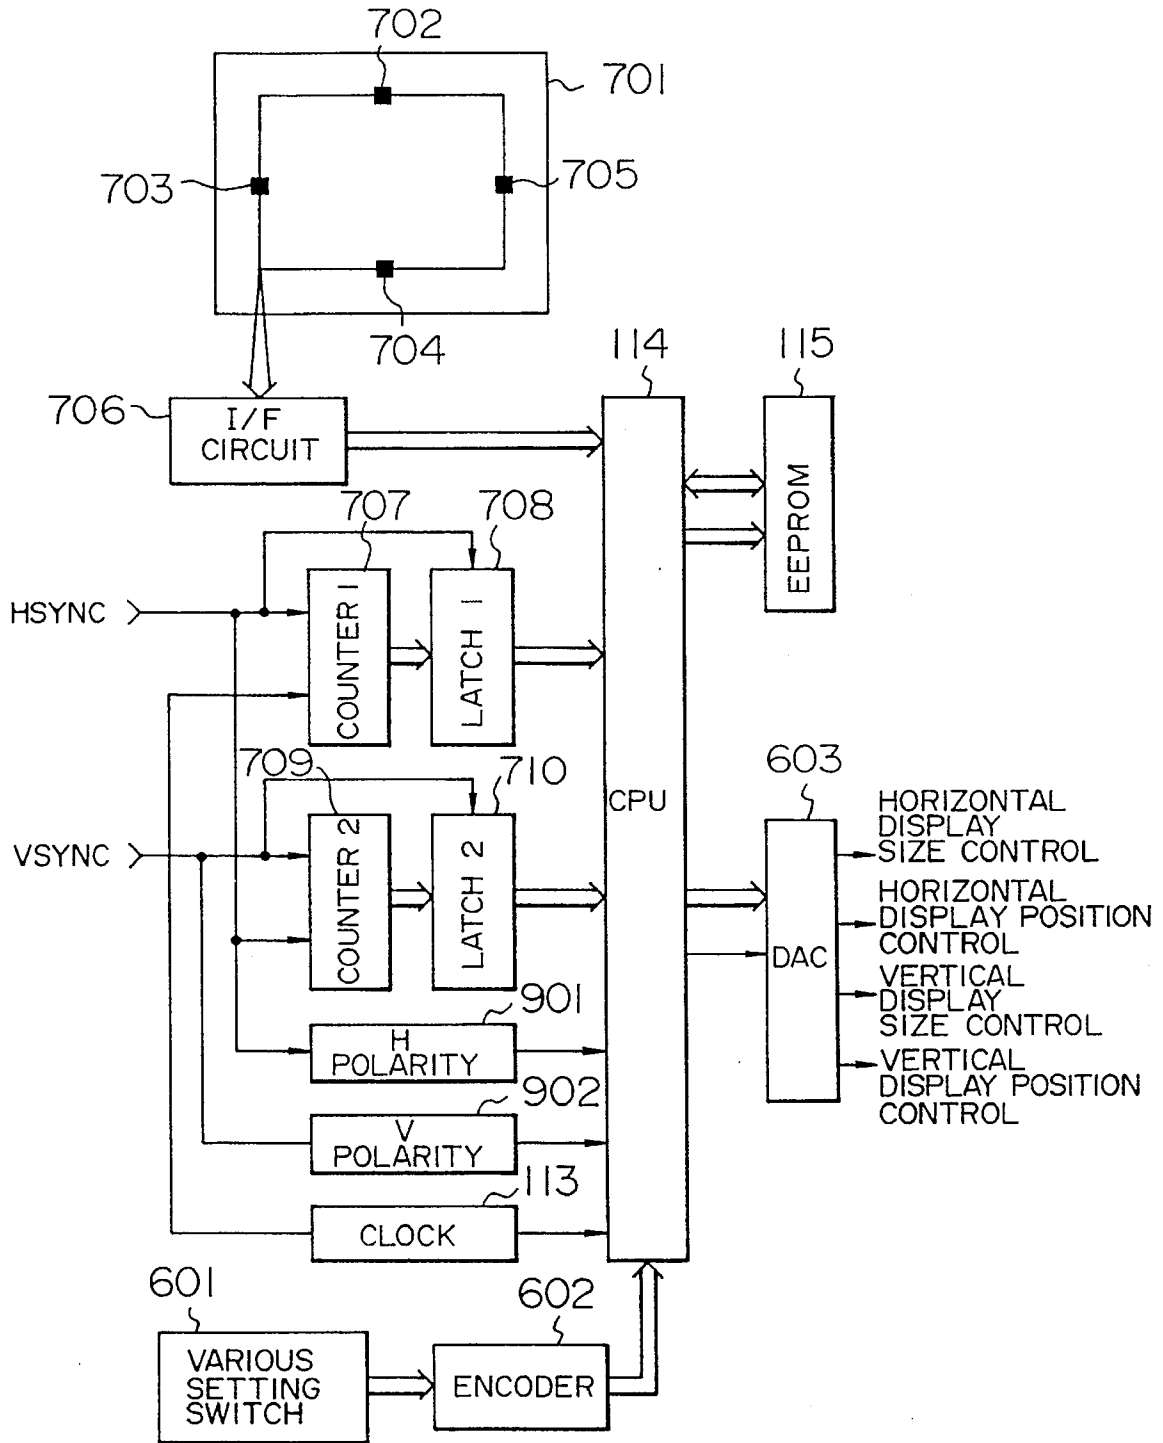 702
701
703
705
704
706
I/F
CIRCUIT
114
115
EEPROM
707
708
HSYNC
COUNTER 1
LATCH 1
709
710
VSYNC
COUNTER 2
LATCH 2
CPU
603
DAC
HORIZONTAL
DISPLAY
SIZE CONTROL
HORIZONTAL
DISPLAY POSITION
CONTROL
VERTICAL
DISPLAY
SIZE CONTROL
VERTICAL
DISPLAY POSITION
CONTROL
901
H
POLARITY
902
V
POLARITY
113
CLOCK
601
VARIOUS
SETTING
SWITCH
602
ENCODER